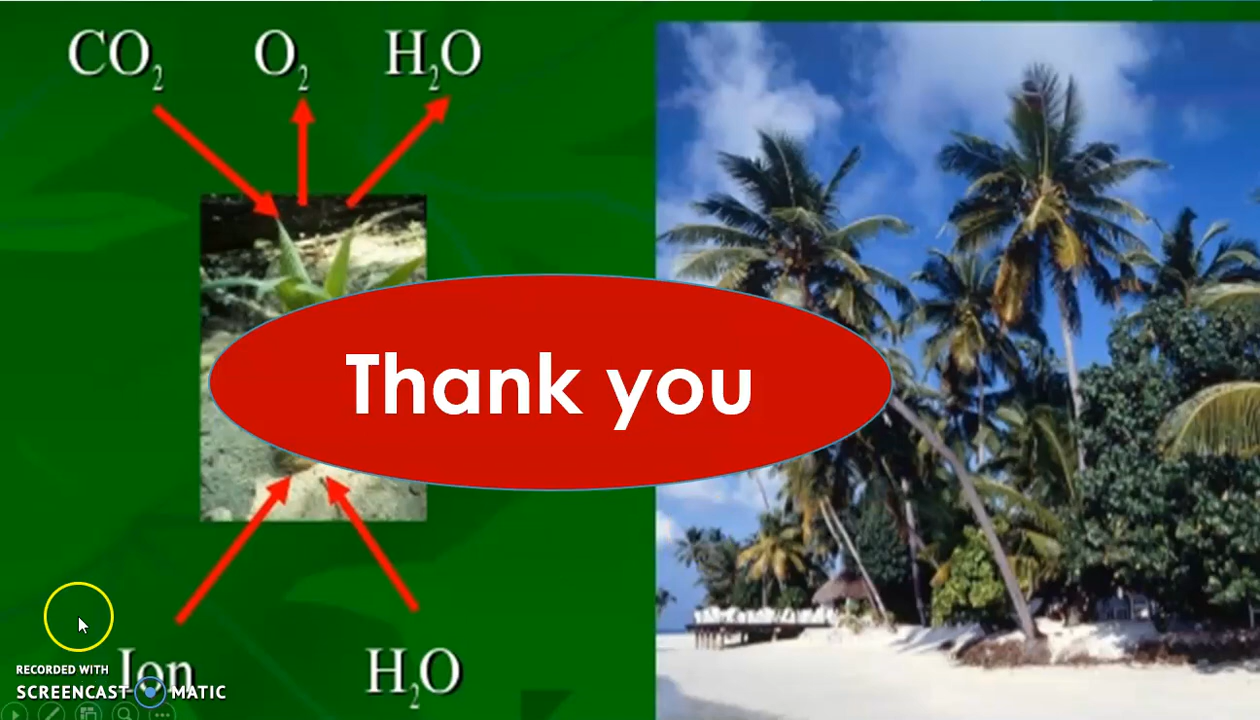 CO₂ O₂ H₂O
Thank you
Ion H₂O
RECORDED WITH
SCREENCAST MATIC